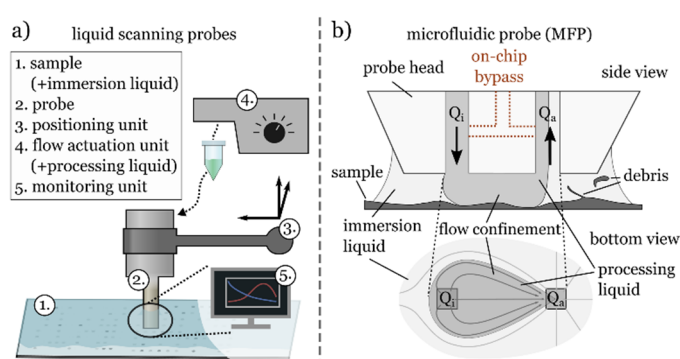 a)
liquid scanning probes
1. sample
(+immersion liquid)
2. probe
3. positioning unit
4. flow actuation unit
(+processing liquid)
5. monitoring unit
4.
3.
2.
5.
1.
b)
microfluidic probe (MFP)
on-chip
bypass
probe head
side view
Qi
Qa
sample
debris
immersion
liquid
flow confinement
bottom view
processing
liquid
Qi
Qa